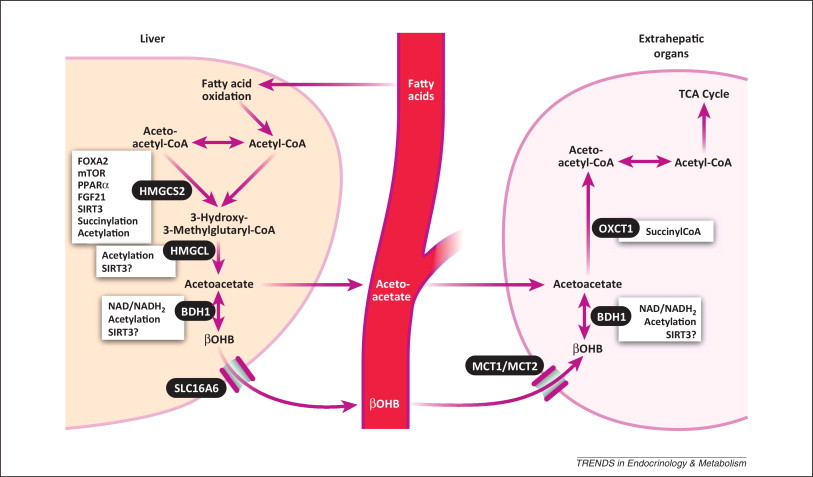 Liver
Extrahepatic
organs
Fatty acid
oxidation
Fatty
acids
TCA Cycle
Aceto-
acetyl-CoA
Acetyl-CoA
Aceto-
acetyl-CoA
Acetyl-CoA
FOXA2
mTOR
PPARα
FGF21
SIRT3
Succinylation
Acetylation
HMGCS2
3-Hydroxy-
3-Methylglutaryl-CoA
OXCT1
SuccinylCoA
Acetylation
SIRT3?
HMGCL
Acetoacetate
Aceto-
acetate
Acetoacetate
NAD/NADH2
Acetylation
SIRT3?
BDH1
BDH1
NAD/NADH2
Acetylation
SIRT3?
βOHB
βOHB
SLC16A6
MCT1/MCT2
βOHB
TRENDS in Endocrinology & Metabolism